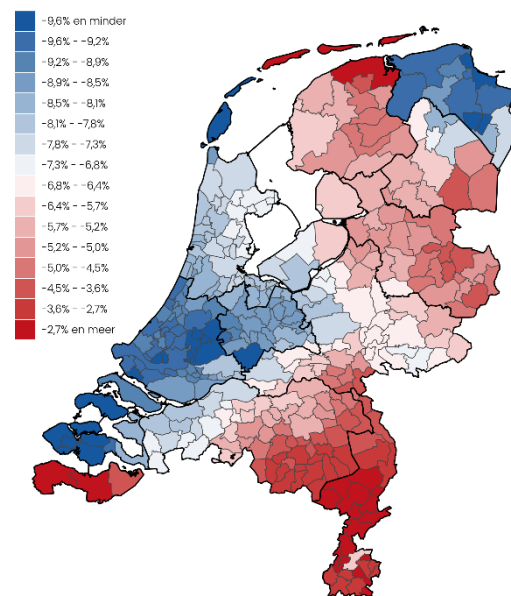 -9,6% en minder
-9,6% - -9,2%
-9,2% - -8,9%
-8,9% - -8,5%
-8,5% - -8,1%
-8,1% - -7,8%
-7,8% - -7,3%
-7,3% - -6,8%
-6,8% - -6,4%
-6,4% - -5,7%
-5,7% - -5,2%
-5,2% - -5,0%
-5,0% - -4,5%
-4,5% - -3,6%
-3,6% - -2,7%
-2,7% en meer